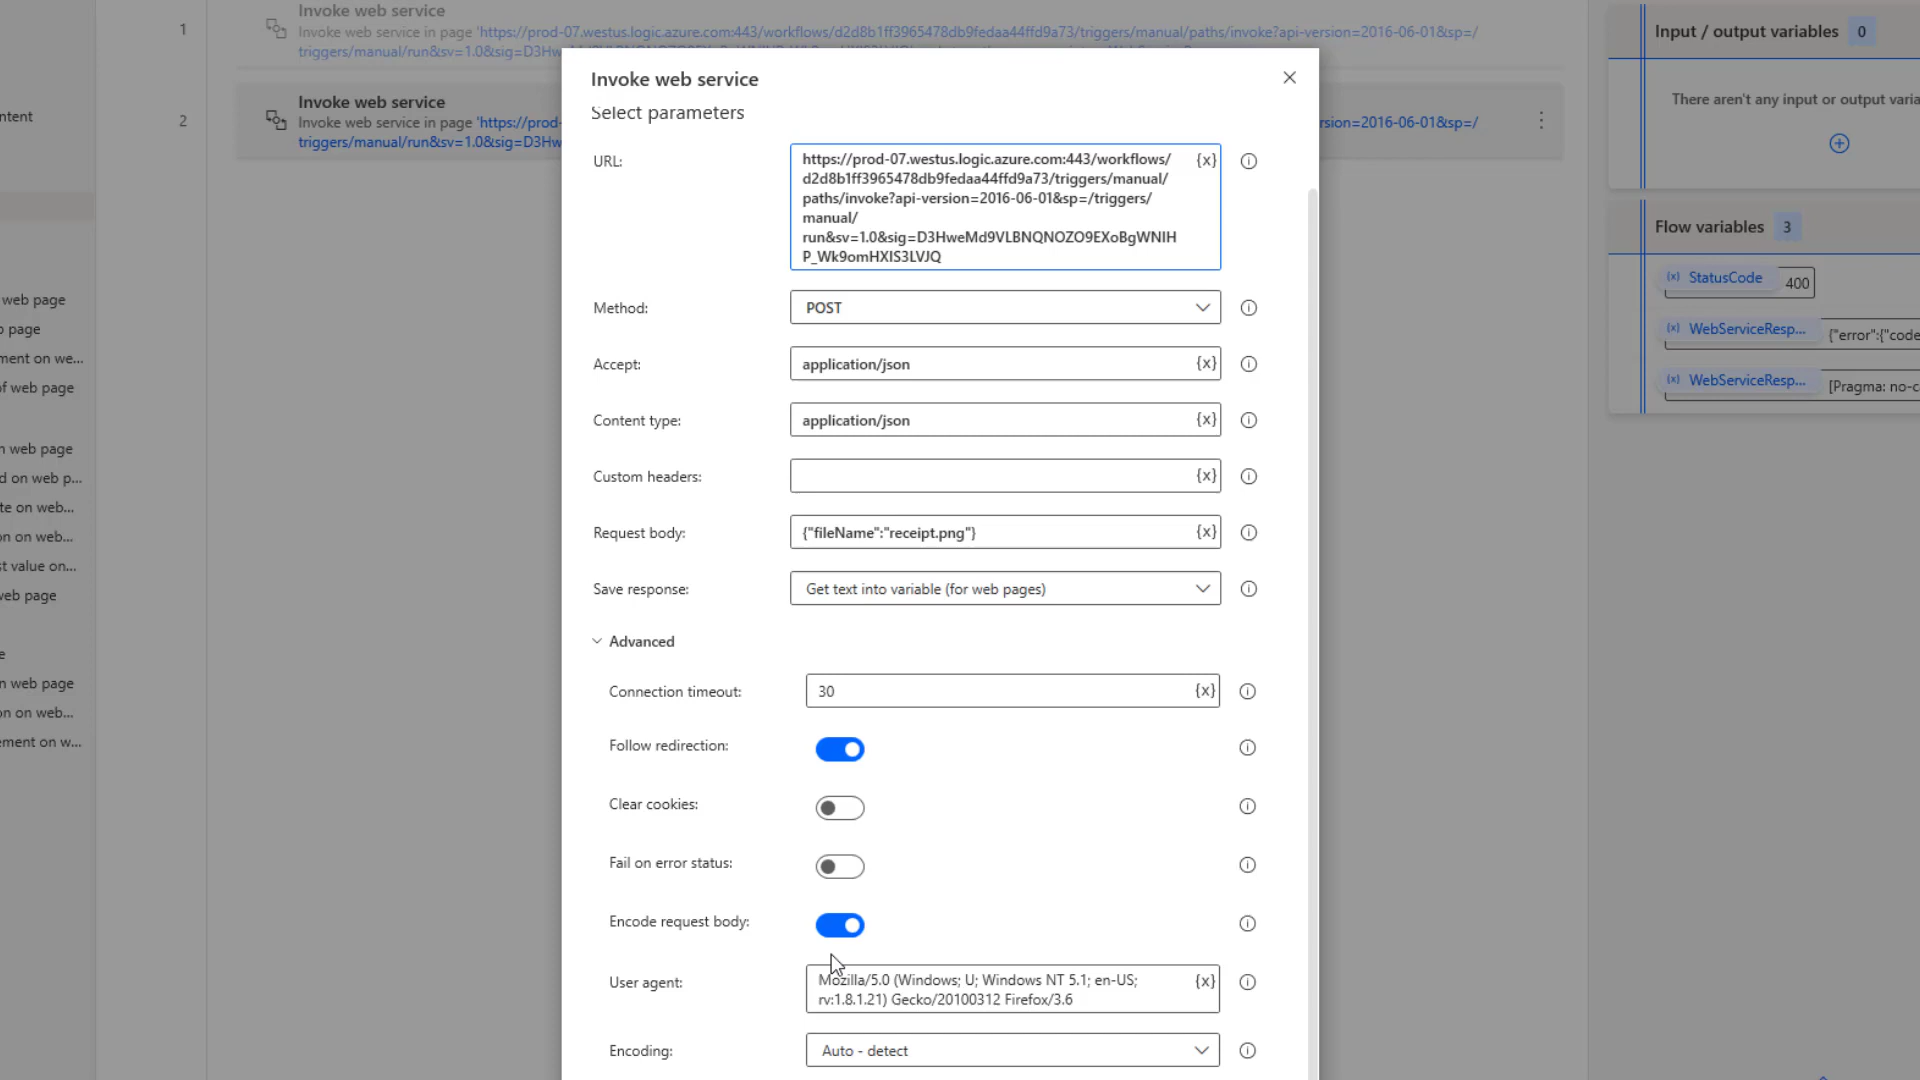 1
Invoke web service
Invoke web service in page 'https://prod-07.westus.logic.azure.com:443/workflows/d2d8b1ff3965478db9fedaa44ffd9a73/triggers/manual/paths/invoke?api-version=2016-06-01&sp=/
ntent
2
Invoke web service
Invoke web service in page 'https://prod-
rsion=2016-06-01&sp=/
triggers/manual/run&sv=1.0&sig=D3Hw
web page
page
ment on we...
of web page
n web page
d on web p...
te on web...
on on web...
st value on...
web page
e
n web page
on on web...
ement on w...
Invoke web service
Select parameters
URL:
https://prod-07.westus.logic.azure.com:443/workflows/
d2d8b1ff3965478db9fedaa44ffd9a73/triggers/manual/
paths/invoke?api-version=2016-06-01&sp=/triggers/
manual/
run&sv=1.0&sig=D3HweMd9VLBNQNOZO9EXoBgWNIH
P_Wk9omHXIS3LVJQ
{x}
Method:
POST
Accept:
application/json
{x}
Content type:
application/json
{x}
Custom headers:
{x}
Request body:
{"fileName":"receipt.png"}
{x}
Save response:
Get text into variable (for web pages)
Advanced
Connection timeout:
30
{x}
Follow redirection:
Clear cookies:
Fail on error status:
Encode request body:
User agent:
Mozilla/5.0 (Windows; U; Windows NT 5.1; en-US;
rv:1.8.1.21) Gecko/20100312 Firefox/3.6
{x}
Encoding:
Auto - detect
Input / output variables 0
There aren't any input or output varia
Flow variables 3
{x} StatusCode 400
{x} WebServiceResp... {"error":{"code
{x} WebServiceResp... [Pragma: no-c